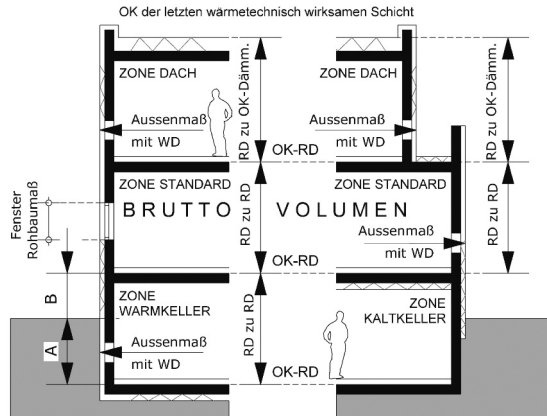 OK der letzten wärmetechnisch wirksamen Schicht
ZONE DACH
ZONE DACH
RD zu OK-Dämm.
RD zu OK-Dämm.
Aussenmaß
mit WD
Aussenmaß
mit WD
OK-RD
ZONE STANDARD
ZONE STANDARD
Fenster
Rohbaumaß
BRUTTO VOLUMEN
RD zu RD
RD zu RD
Aussenmaß
mit WD
OK-RD
B
ZONE
WARMKELLER
RD zu RD
ZONE
KALTKELLER
A
Aussenmaß
mit WD
OK-RD